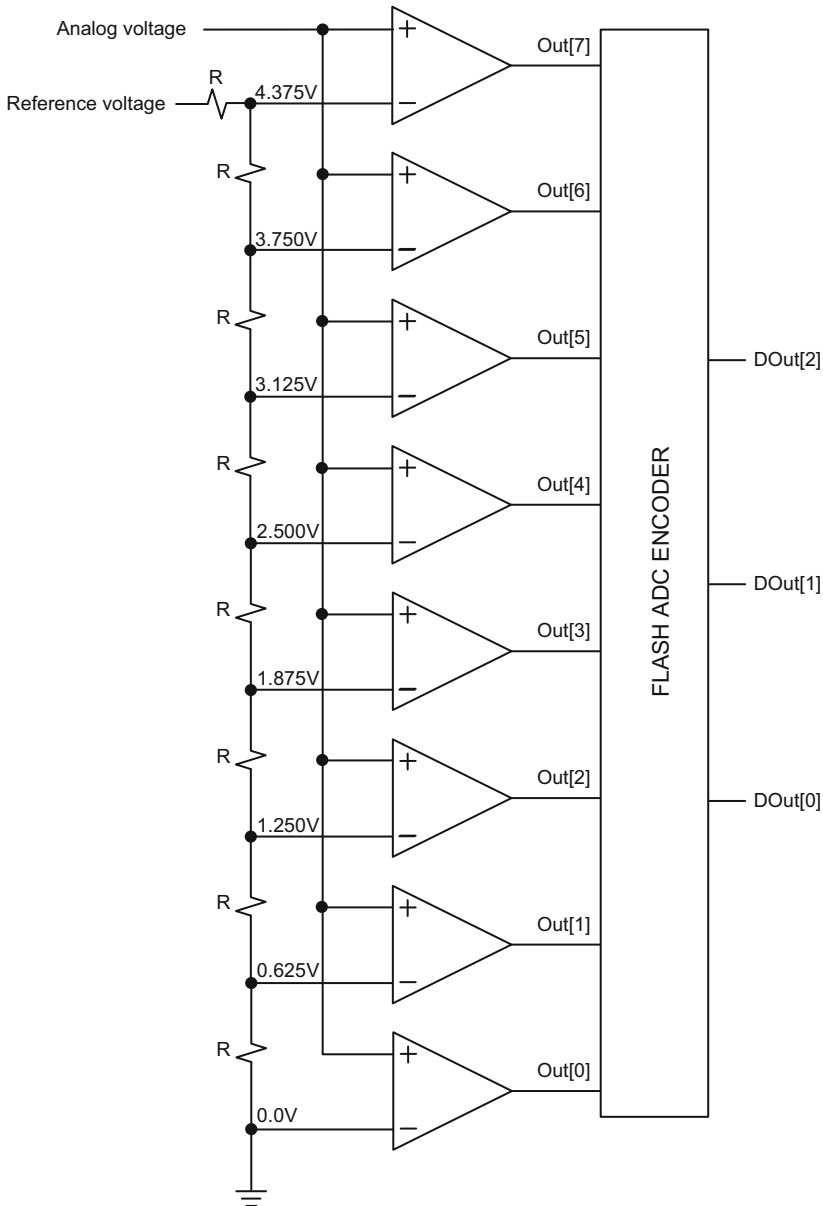 Analog voltage
Out[7]
R
4.375V
Reference voltage
R
Out[6]
3.750V
R
Out[5]
3.125V
DOut[2]
R
Out[4]
2.500V
FLASH ADC ENCODER
DOut[1]
R
Out[3]
1.875V
R
Out[2]
DOut[0]
1.250V
R
Out[1]
0.625V
R
Out[0]
0.0V